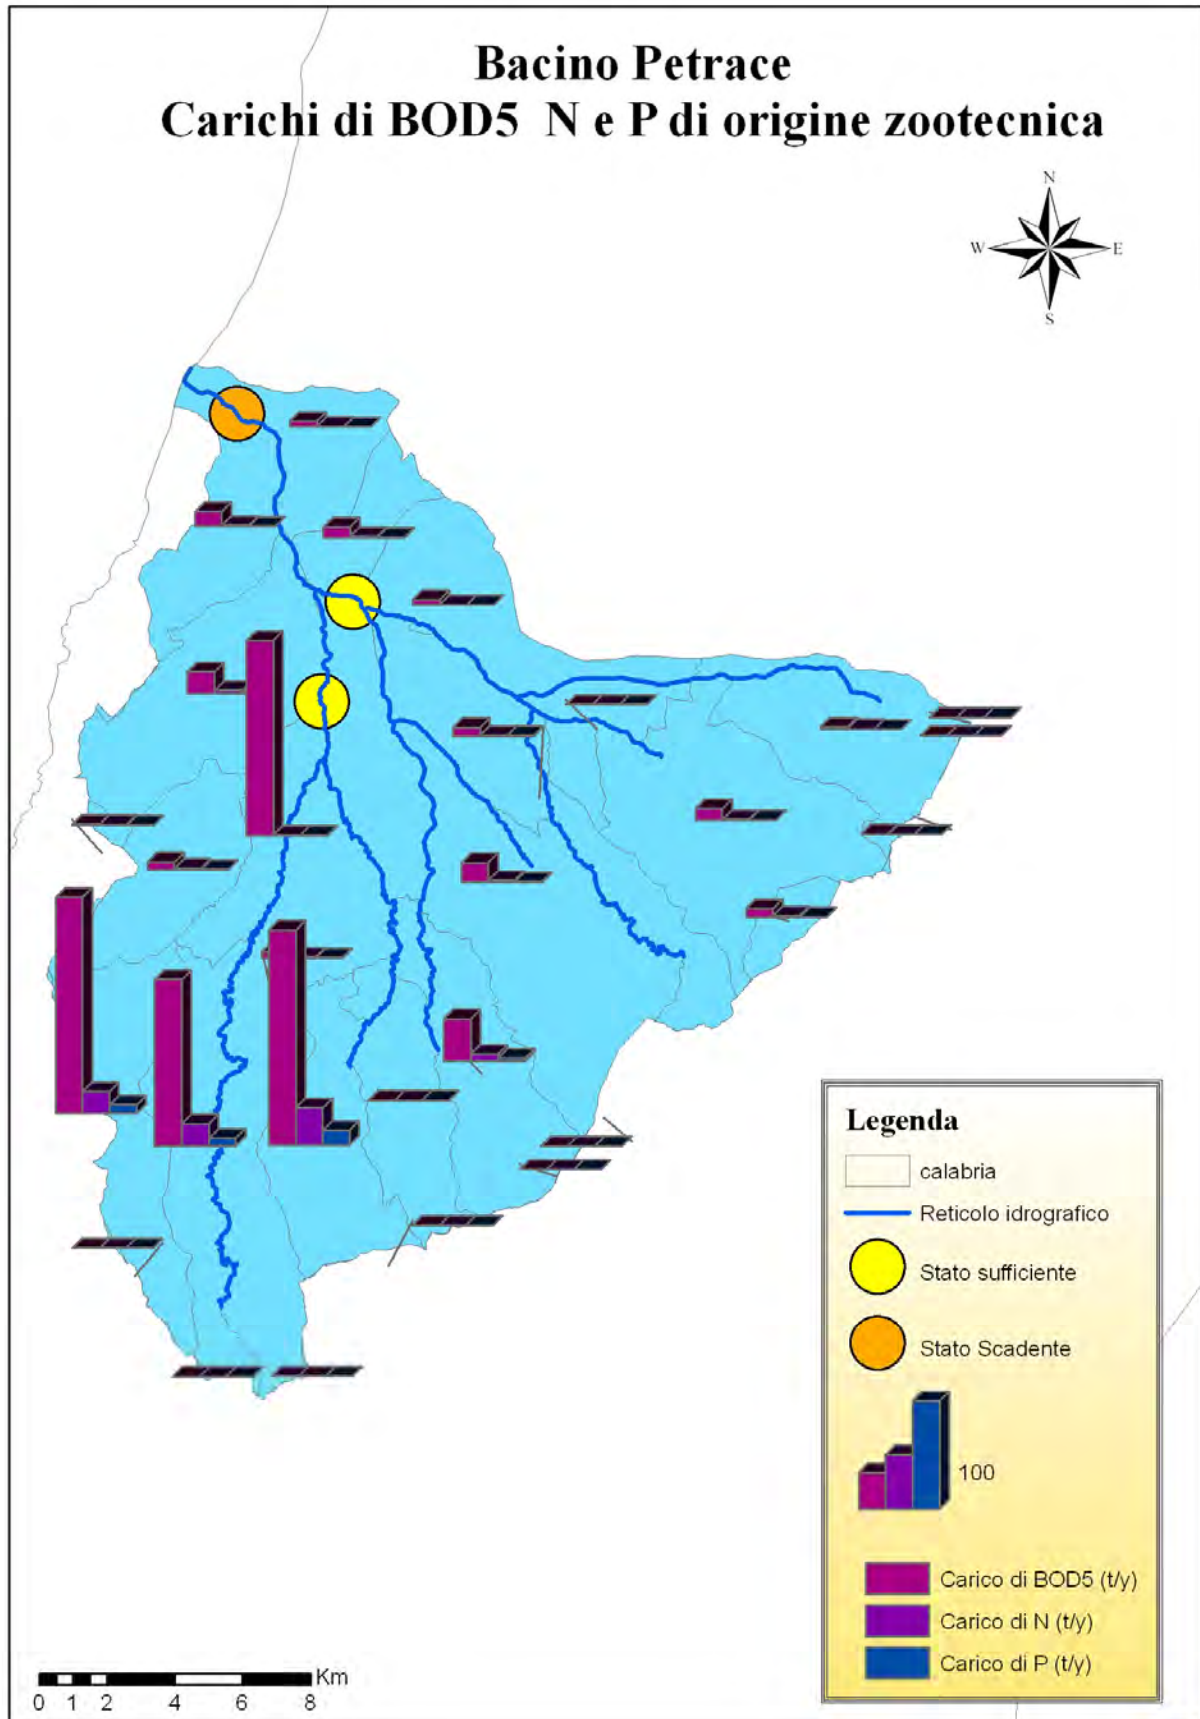 Bacino Petrace
Carichi di BOD5 N e P di origine zootecnica
N
W
E
S
Legenda
calabria
Reticolo idrografico
Stato sufficiente
Stato Scadente
100
Carico di BOD5 (t/y)
Carico di N (t/y)
Carico di P (t/y)
Km
0 1 2 4 6 8